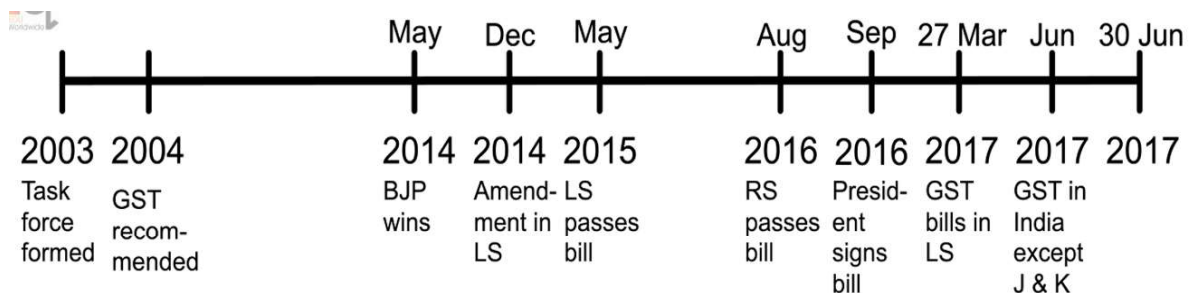 May Dec May Aug Sep 27 Mar Jun 30 Jun
2003 2004 2014 2014 2015 2016 2016 2017 2017 2017
Task
force
formed
GST
recom-
mended
BJP
wins
Amend-
ment in
LS
LS
passes
bill
RS
passes
bill
Presid-
ent
signs
bill
GST
bills in
LS
GST in
India
except
J & K